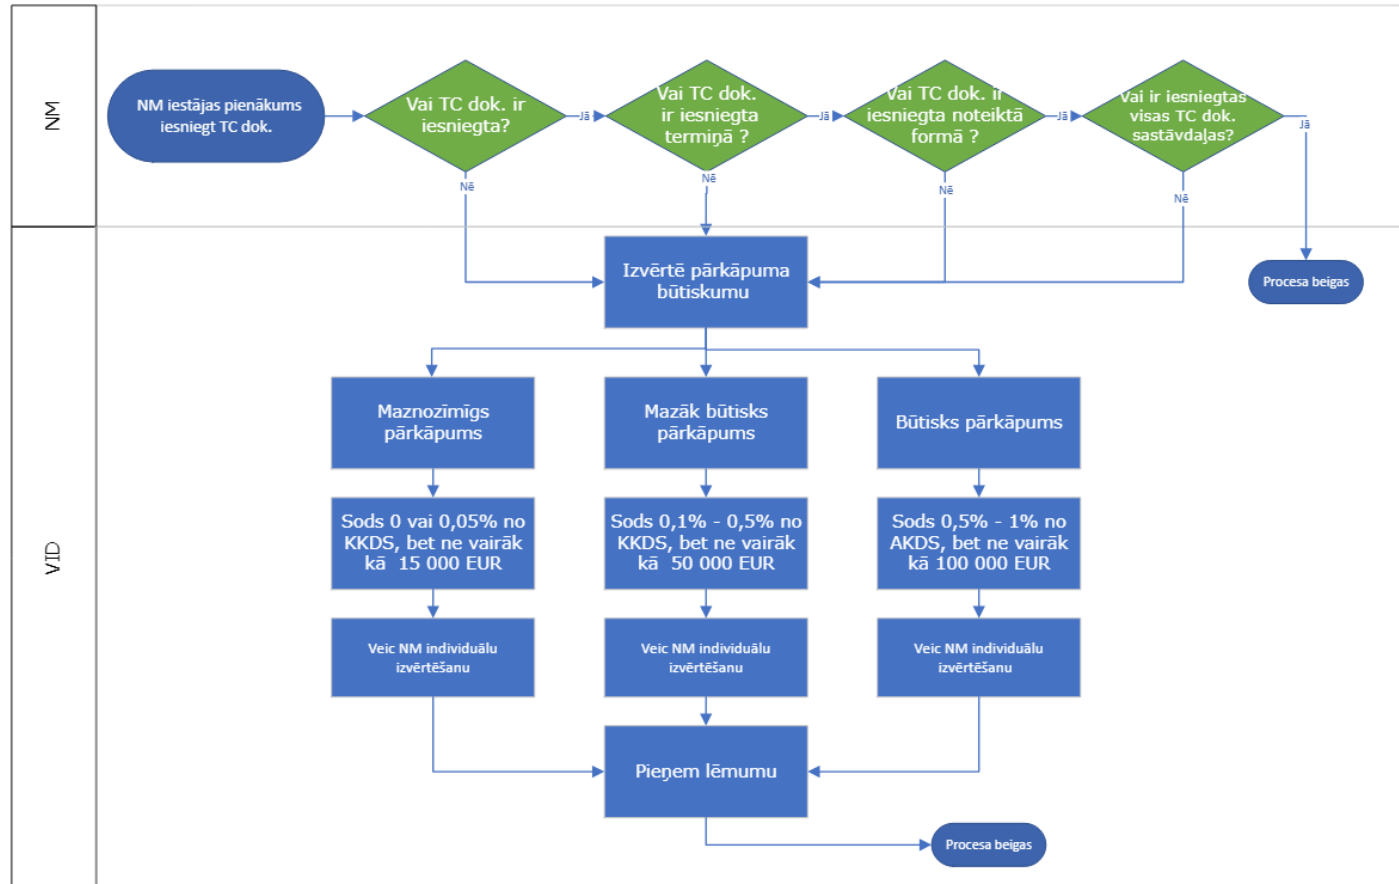 NM
NM iestājas pienākums
iesniegt TC dok.
Vai TC dok. ir
iesniegta?
Jā
Vai TC dok.
ir iesniegta
termiņā ?
Jā
Vai TC dok. ir
iesniegta noteiktā
formā ?
Jā
Vai ir iesniegtas
visas TC dok.
sastāvdaļas?
Jā
Nē
Nē
Nē
Nē
VID
Izvērtē pārkāpuma
būtiskumu
Procesa beigas
Maznozīmīgs
pārkāpums
Mazāk būtisks
pārkāpums
Būtisks pārkāpums
Sods 0 vai 0,05% no
KKDS, bet ne vairāk
kā 15 000 EUR
Sods 0,1% - 0,5% no
KKDS, bet ne vairāk
kā 50 000 EUR
Sods 0,5% - 1% no
AKDS, bet ne vairāk
kā 100 000 EUR
Veic NM individuālu
izvērtēšanu
Veic NM individuālu
izvērtēšanu
Veic NM individuālu
izvērtēšanu
Pieņem lēmumu
Procesa beigas